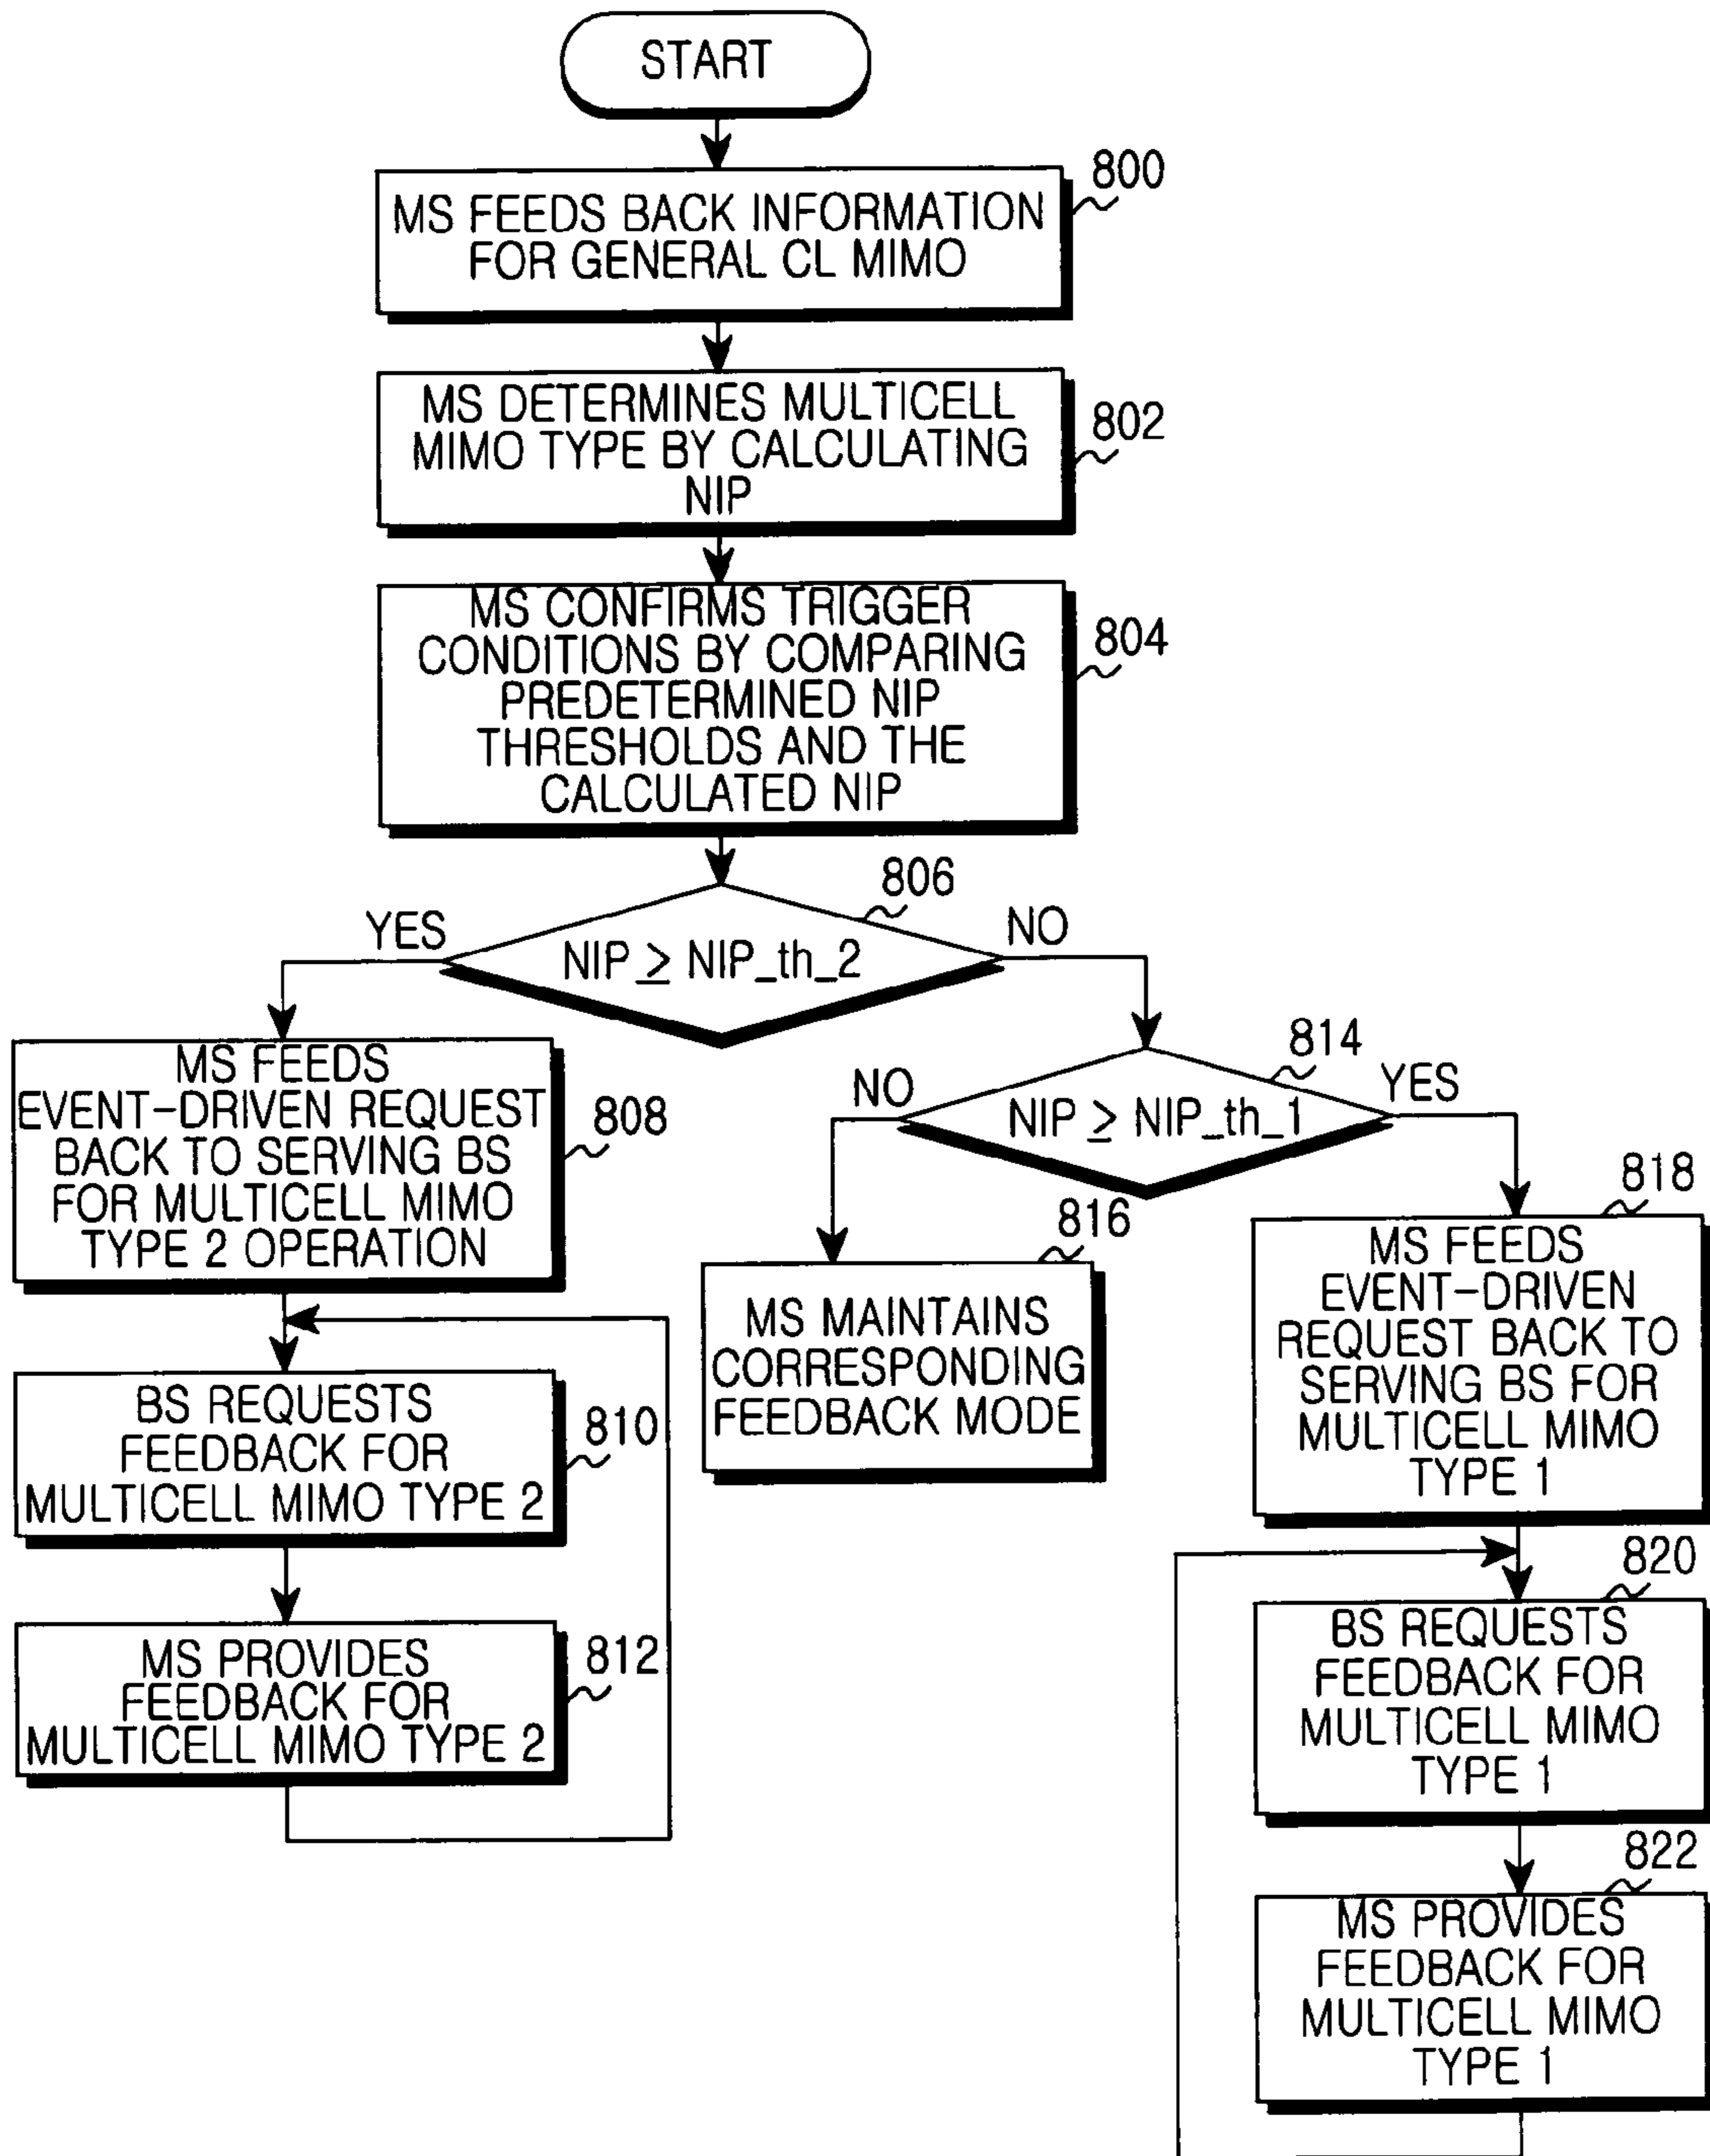 START
800
MS FEEDS BACK INFORMATION
FOR GENERAL CL MIMO
802
MS DETERMINES MULTICELL
MIMO TYPE BY CALCULATING
NIP
804
MS CONFIRMS TRIGGER
CONDITIONS BY COMPARING
PREDETERMINED NIP
THRESHOLDS AND THE
CALCULATED NIP
806
YES
NIP ≥ NIP_th_2
NO
808
MS FEEDS
EVENT-DRIVEN REQUEST
BACK TO SERVING BS
FOR MULTICELL MIMO
TYPE 2 OPERATION
810
BS REQUESTS
FEEDBACK FOR
MULTICELL MIMO TYPE 2
812
MS PROVIDES
FEEDBACK FOR
MULTICELL MIMO TYPE 2
814
NO
NIP ≥ NIP_th_1
YES
816
MS MAINTAINS
CORRESPONDING
FEEDBACK MODE
818
MS FEEDS
EVENT-DRIVEN
REQUEST BACK TO
SERVING BS FOR
MULTICELL MIMO
TYPE 1
820
BS REQUESTS
FEEDBACK FOR
MULTICELL MIMO
TYPE 1
822
MS PROVIDES
FEEDBACK FOR
MULTICELL MIMO
TYPE 1